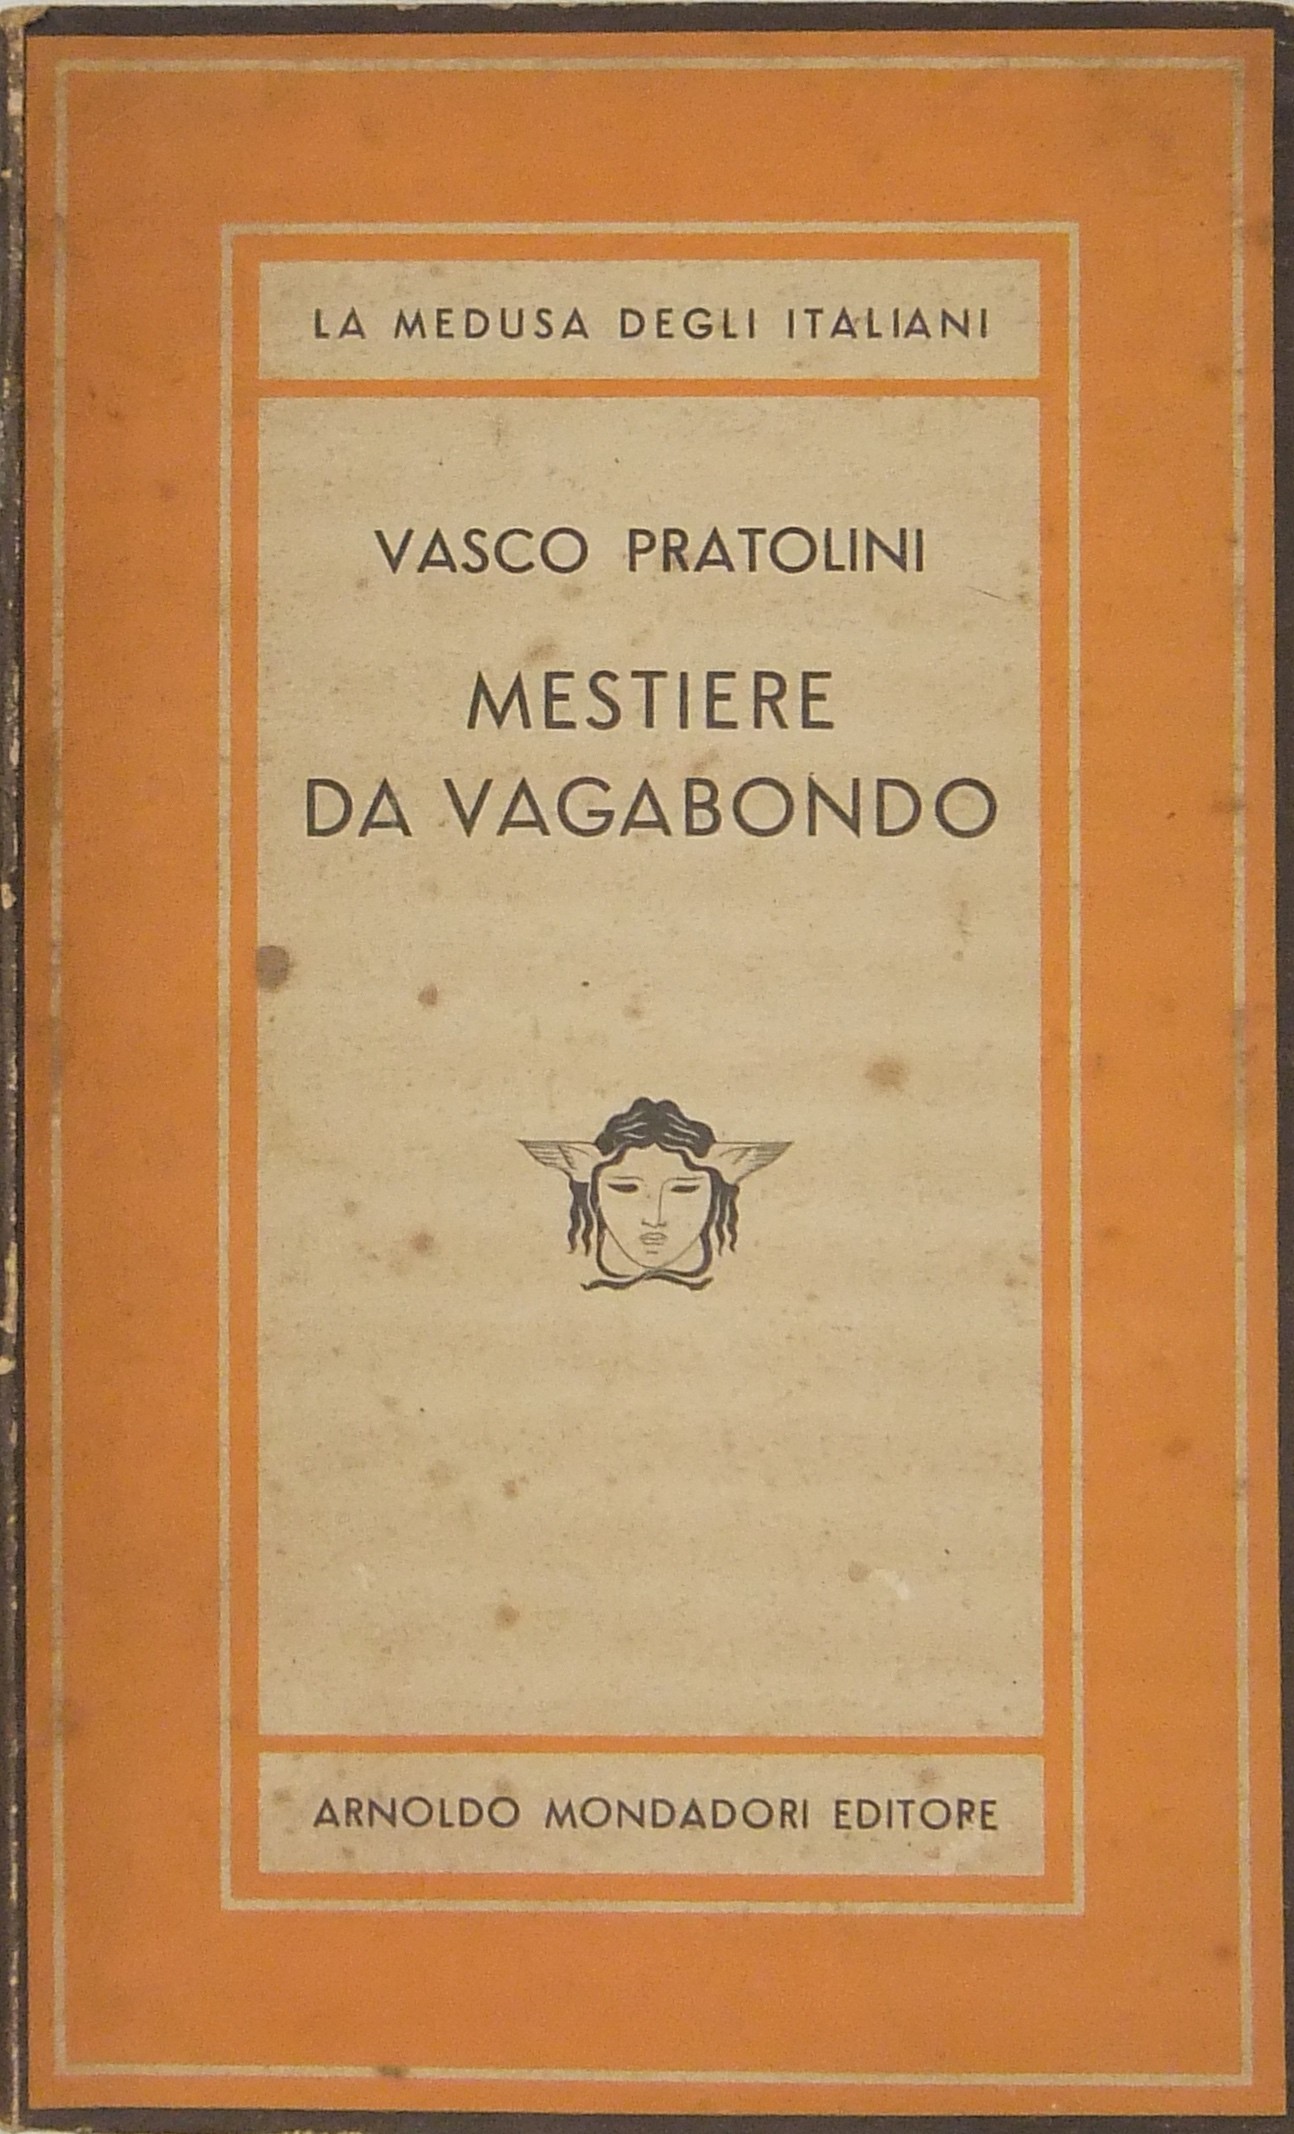 LA MEDUSA DEGLI ITALIANI
VASCO PRATOLINI
MESTIERE
DA VAGABONDO
ARNOLDO MONDADORI EDITORE